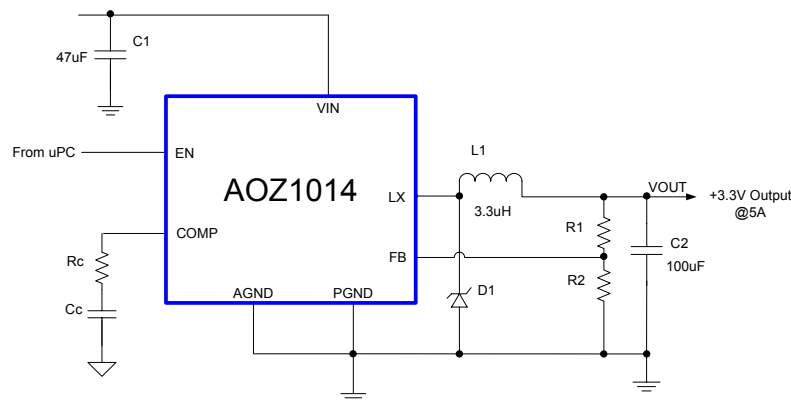 C1
47uF
VIN
From uPC
EN
AOZ1014
L1
LX
3.3uH
VOUT
+3.3V Output
@5A
COMP
R1
C2
100uF
Rc
FB
R2
Cc
AGND
PGND
D1